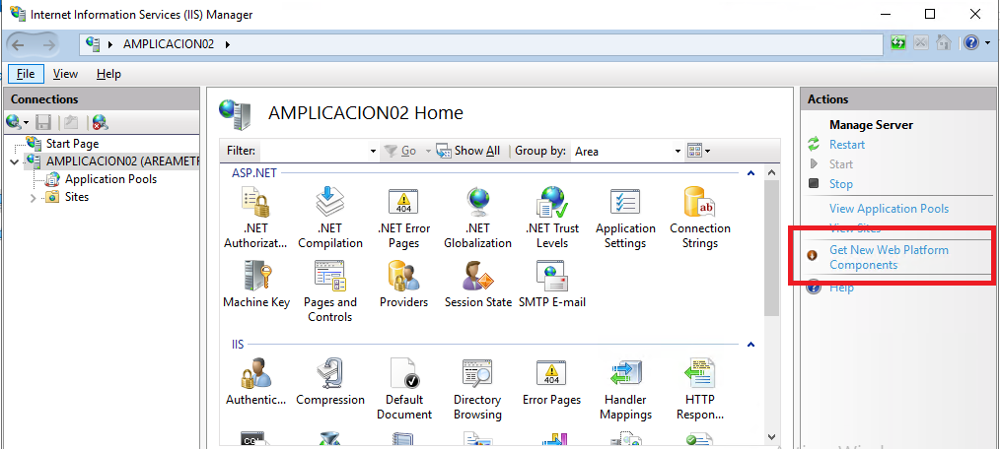 Internet Information Services (IIS) Manager
AMPLICACION02
File View Help
Connections
Start Page
AMPLICACION02 (AREAMETR
Application Pools
Sites
AMPLICACION02 Home
Filter: Go Show All Group by: Area
ASP.NET
.NET Authorizat...
.NET Compilation
.NET Error Pages
.NET Globalization
.NET Trust Levels
Application Settings
Connection Strings
Machine Key
Pages and Controls
Providers
Session State
SMTP E-mail
IIS
Authentic...
Compression
Default Document
Directory Browsing
Error Pages
Handler Mappings
HTTP Respon...
Actions
Manage Server
Restart
Start
Stop
View Application Pools
View Sites
Get New Web Platform
Components
Help